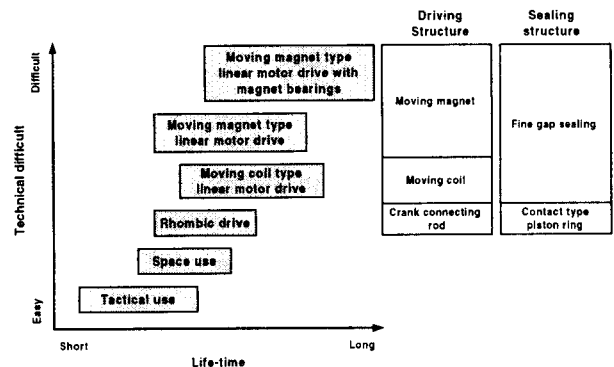 Driving
Structure
Sealing
structure
Technical difficult
Difficult
Easy
Moving magnet type
linear motor drive with
magnet bearings
Moving magnet type
linear motor drive
Moving coil type
linear motor drive
Rhombic drive
Space use
Tactical use
Moving magnet
Moving coil
Crank connecting
rod
Fine gap sealing
Contact type
piston ring
Short
Long
Life-time